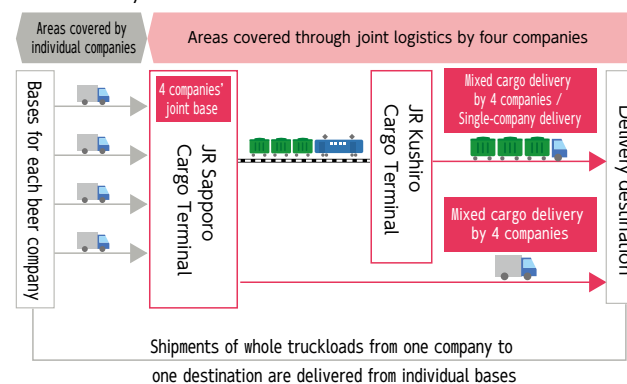 Areas covered by
individual companies
Areas covered through joint logistics by four companies
Bases for each beer company
4 companies'
joint base
JR Sapporo
Cargo Terminal
JR Kushiro
Cargo Terminal
Mixed cargo delivery
by 4 companies /
Single-company delivery
Mixed cargo delivery
by 4 companies
Delivery destination
Shipments of whole truckloads from one company to
one destination are delivered from individual bases